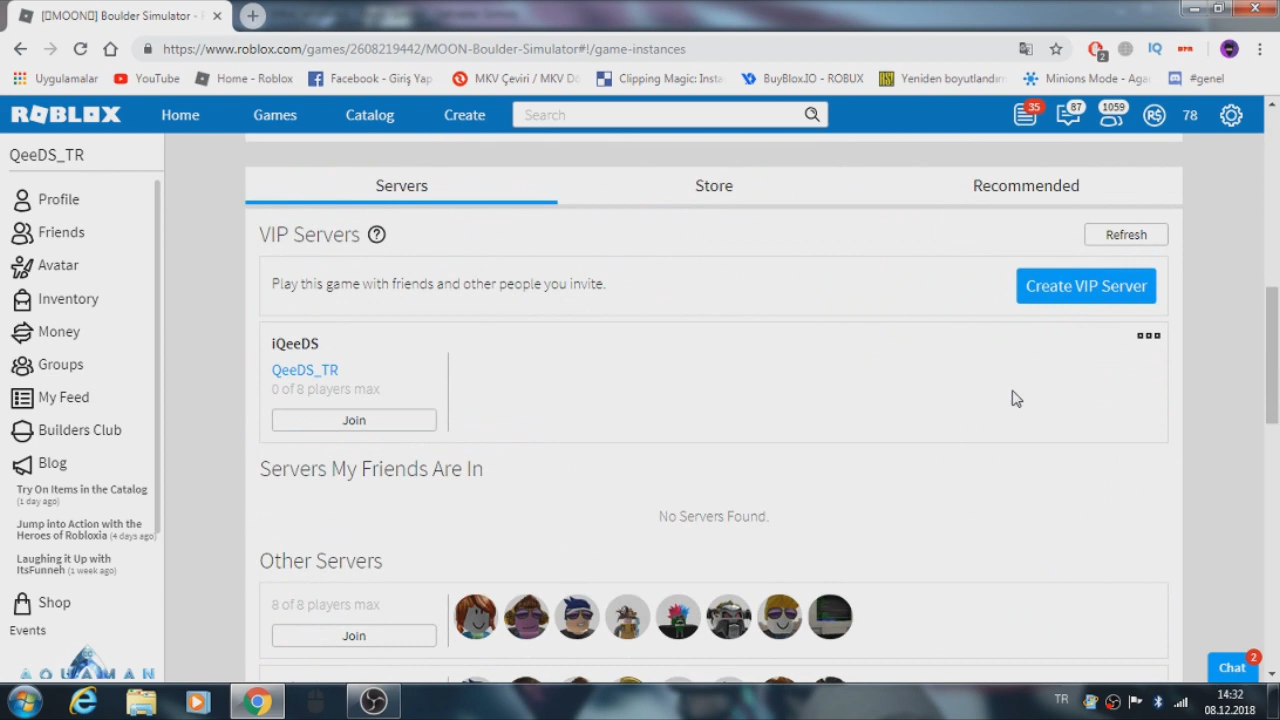 [▯MOON▯] Boulder Simulator - R
https://www.roblox.com/games/2608219442/MOON-Boulder-Simulator#!/game-instances
2
IQ
Uygulamalar
YouTube
Home - Roblox
Facebook - Giriş Yap
MKV Çeviri / MKV Dö
Clipping Magic: Insta
BuyBlox.IO - ROBUX
Yeniden boyutlandırı
Minions Mode - Agar
#genel
ROBLOX
Home
Games
Catalog
Create
Search
35
87
1059
R$
78
QeeDS_TR
Profile
Friends
Avatar
Inventory
Money
Groups
My Feed
Builders Club
Blog
Try On Items in the Catalog
(1 day ago)
Jump into Action with the
Heroes of Robloxia (4 days ago)
Laughing it Up with
ItsFunneh (1 week ago)
Shop
Events
AQUAMAN
Servers
Store
Recommended
VIP Servers ?
Refresh
Play this game with friends and other people you invite.
Create VIP Server
iQeeDS
QeeDS_TR
0 of 8 players max
Join
Servers My Friends Are In
No Servers Found.
Other Servers
8 of 8 players max
Join
Chat
2
TR
14:32
08.12.2018